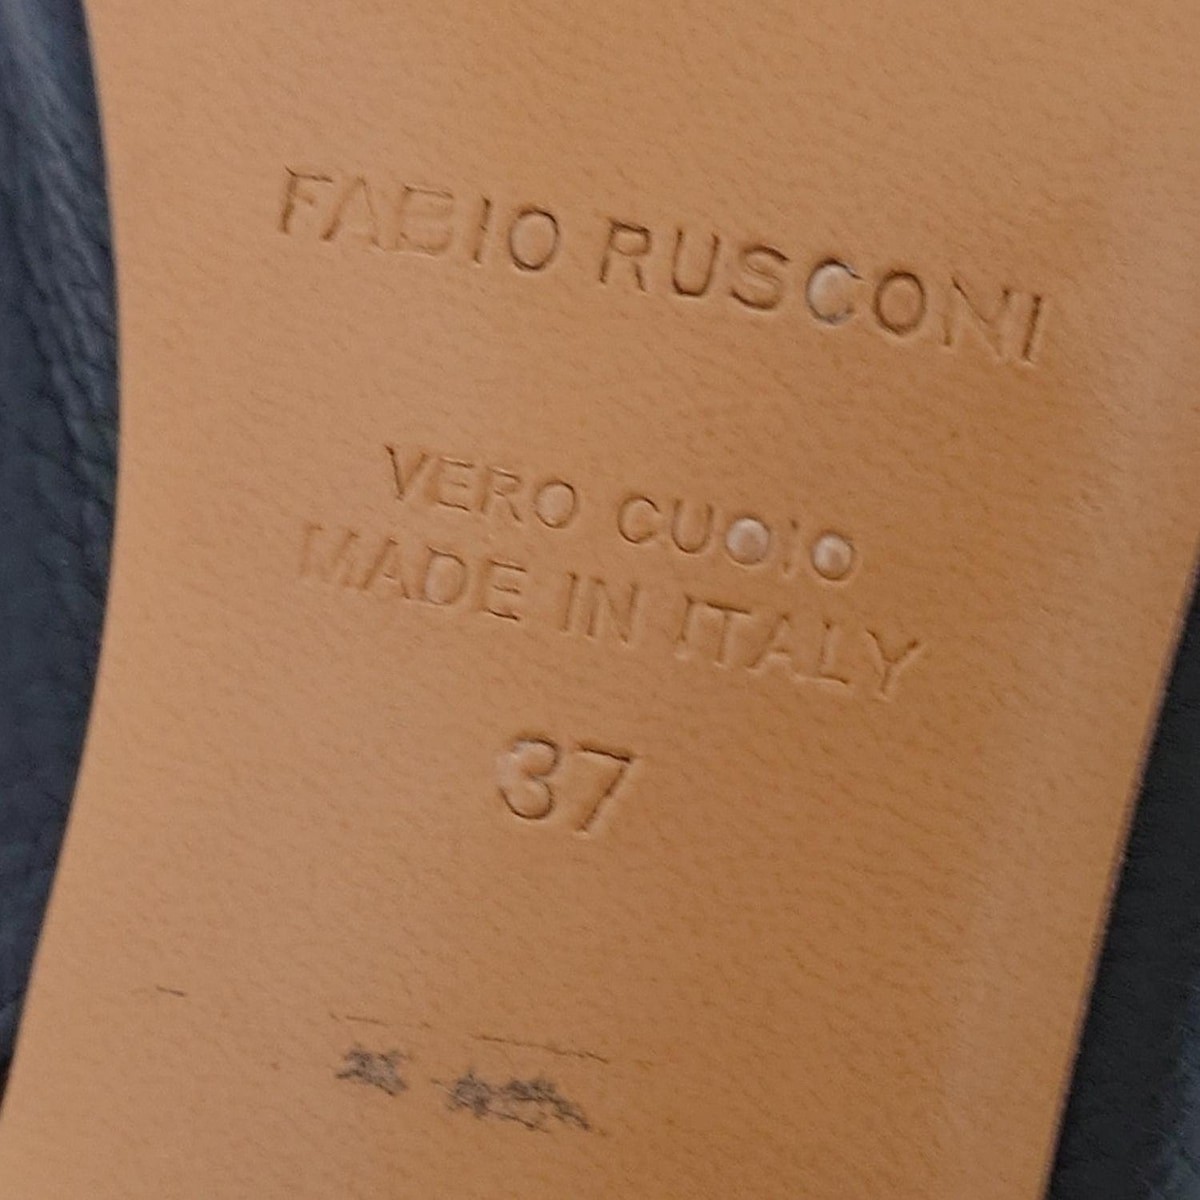 FABIO RUSCONI
VERO CUOIO
MADE IN ITALY
37